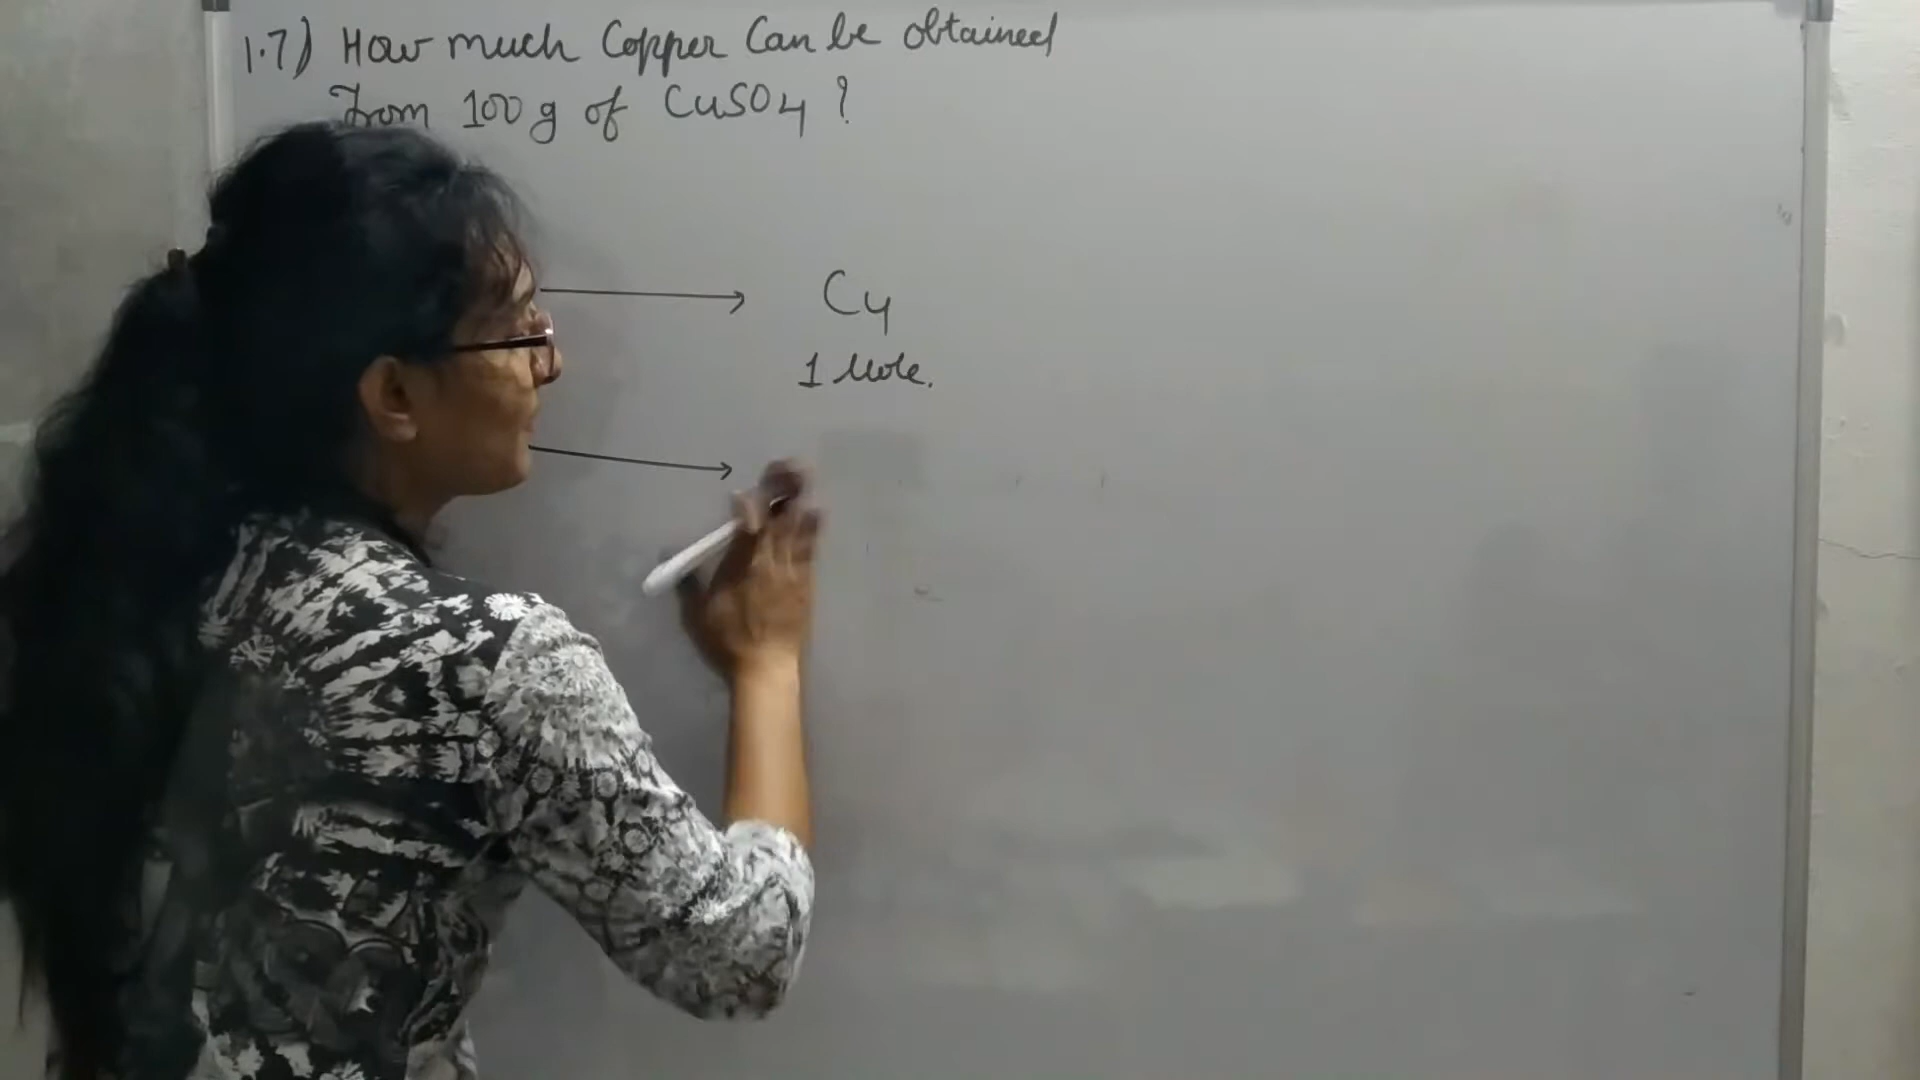 1.7) How much Copper Can be obtained
From 100 g of CuSO4 ?
Cu
1 Mole.